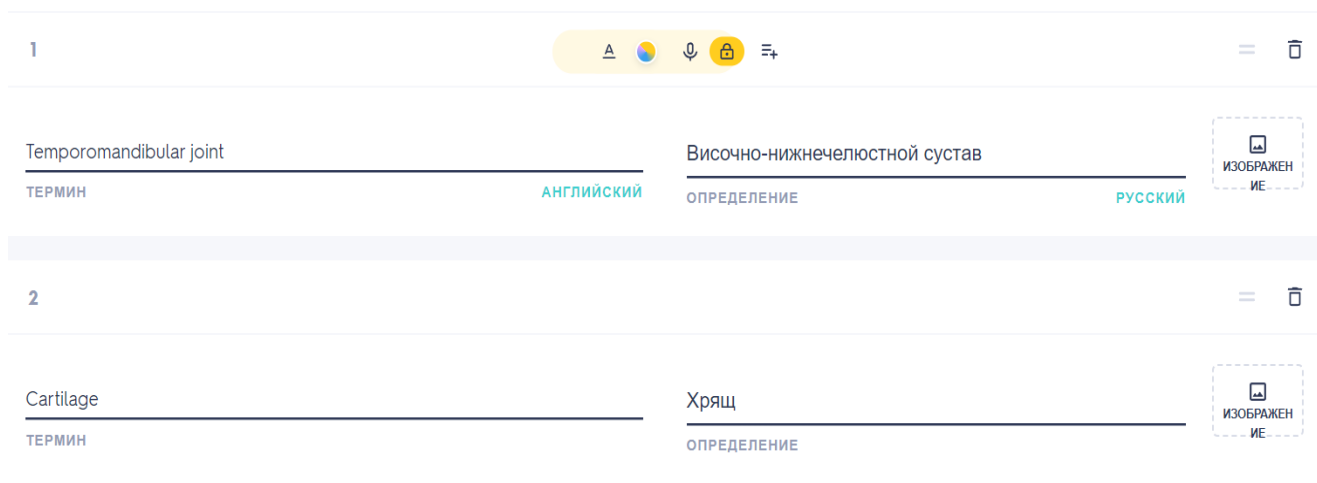 1
A
Temporomandibular joint
Височно-нижнечелюстной сустав
ИЗОБРАЖЕН
ИЕ
ТЕРМИН
АНГЛИЙСКИЙ
ОПРЕДЕЛЕНИЕ
РУССКИЙ
2
Cartilage
Хрящ
ИЗОБРАЖЕН
ИЕ
ТЕРМИН
ОПРЕДЕЛЕНИЕ